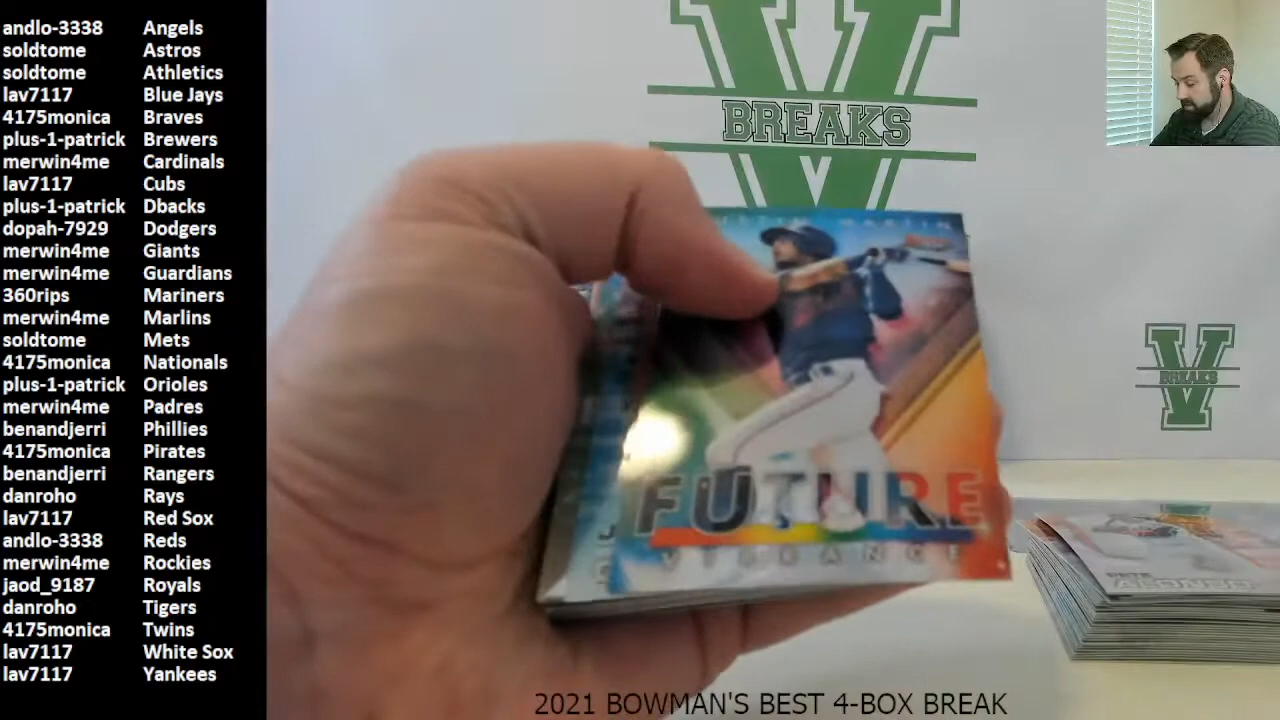 andlo-3338 Angels
soldtome Astros
soldtome Athletics
lav7117 Blue Jays
4175monica Braves
plus-1-patrick Brewers
merwin4me Cardinals
lav7117 Cubs
plus-1-patrick Dbacks
dopah-7929 Dodgers
merwin4me Giants
merwin4me Guardians
360rips Mariners
merwin4me Marlins
soldtome Mets
4175monica Nationals
plus-1-patrick Orioles
merwin4me Padres
benandjerri Phillies
4175monica Pirates
benandjerri Rangers
danroho Rays
lav7117 Red Sox
andlo-3338 Reds
merwin4me Rockies
jaod_9187 Royals
danroho Tigers
4175monica Twins
lav7117 White Sox
lav7117 Yankees
V
BREAKS
MARTIN
FUTURE
VIBRANCE
V
BREAKS
ALONSO
2021 BOWMAN'S BEST 4-BOX BREAK